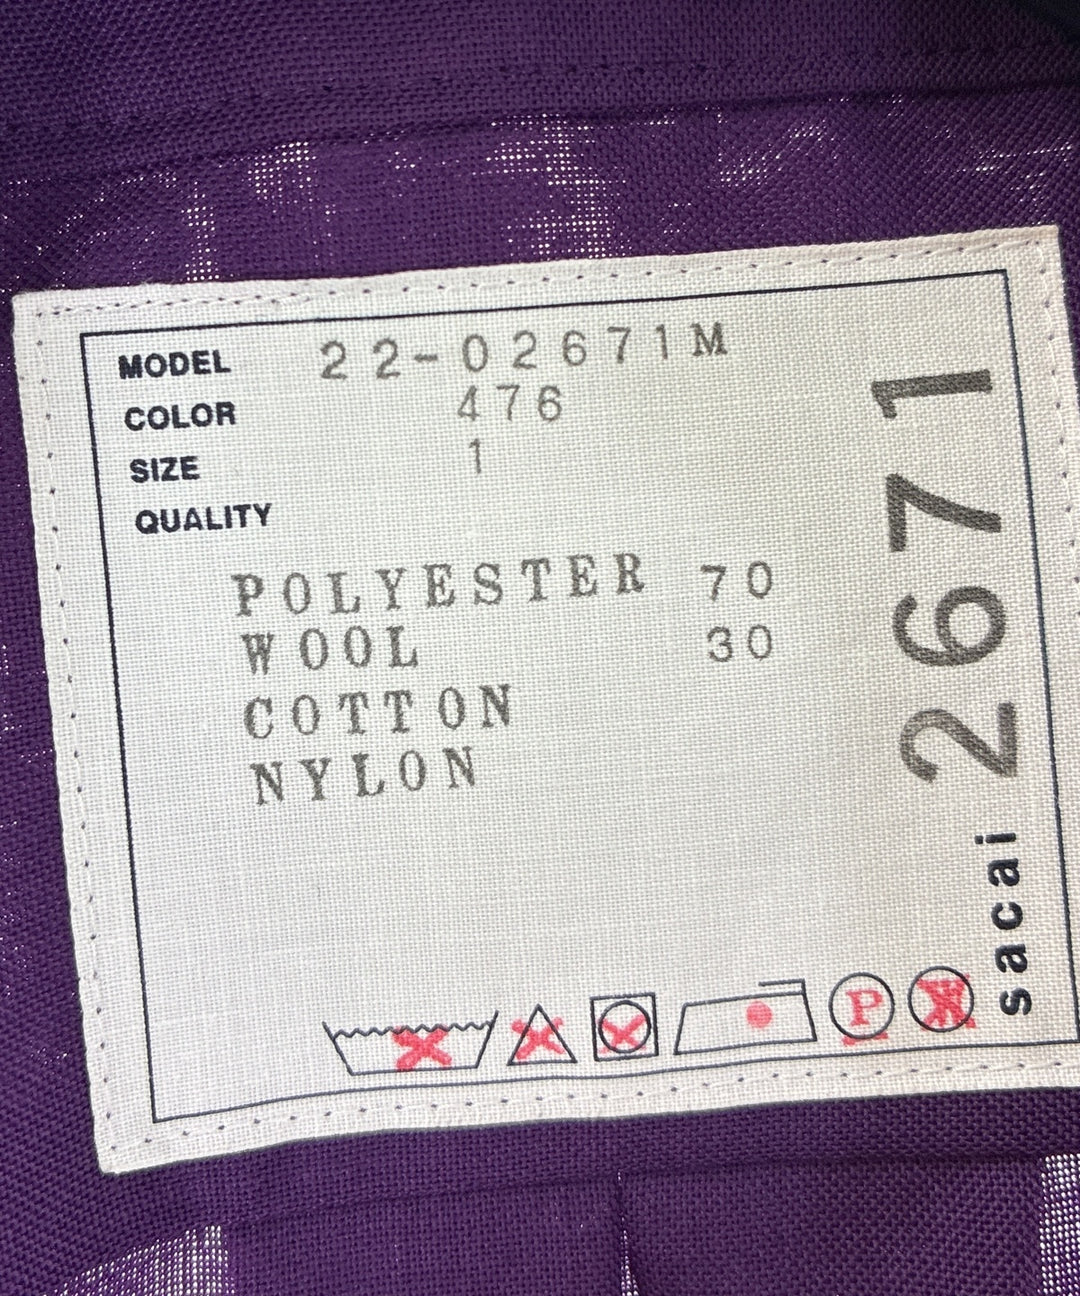 MODEL 22-02671M
COLOR 476
SIZE 1
QUALITY
POLYESTER 70
WOOL 30
COTTON
NYLON
P
W
sacai 2671